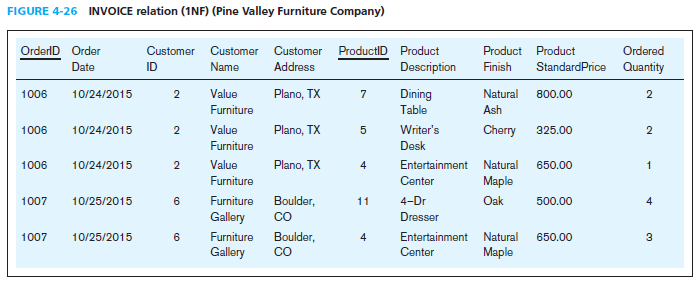 FIGURE 4-26 INVOICE relation (1NF) (Pine Valley Furniture Company)
OrderID Order Customer Customer Customer ProductID Product Product Product Ordered
Date ID Name Address Description Finish StandardPrice Quantity
1006 10/24/2015 2 Value Plano, TX 7 Dining Natural 800.00 2
Furniture Table Ash
1006 10/24/2015 2 Value Plano, TX 5 Writer's Cherry 325.00 2
Furniture Desk
1006 10/24/2015 2 Value Plano, TX 4 Entertainment Natural 650.00 1
Furniture Center Maple
1007 10/25/2015 6 Furniture Boulder, 11 4–Dr Oak 500.00 4
Gallery CO Dresser
1007 10/25/2015 6 Furniture Boulder, 4 Entertainment Natural 650.00 3
Gallery CO Center Maple